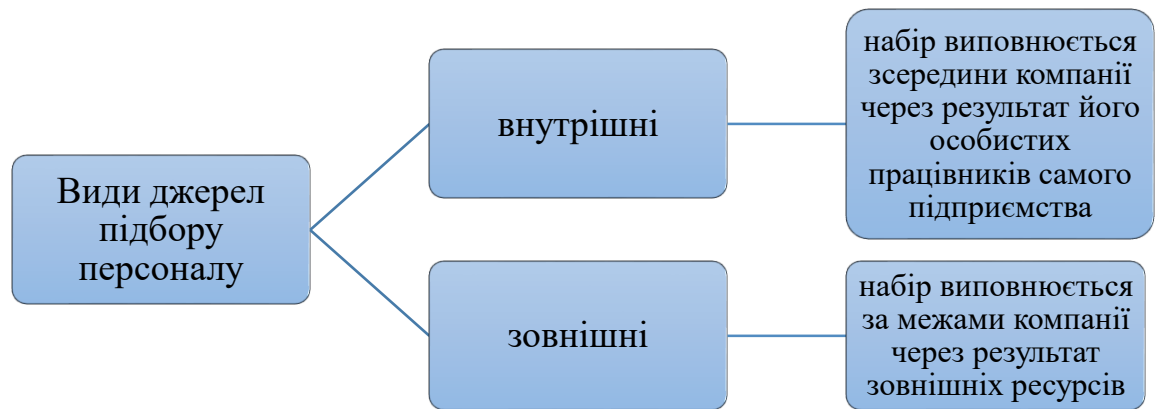 Види джерел
підбору
персоналу
внутрішні
набір виповнюється
зсередини компанії
через результат його
особистих
працівників самого
підприємства
зовнішні
набір виповнюється
за межами компанії
через результат
зовнішніх ресурсів